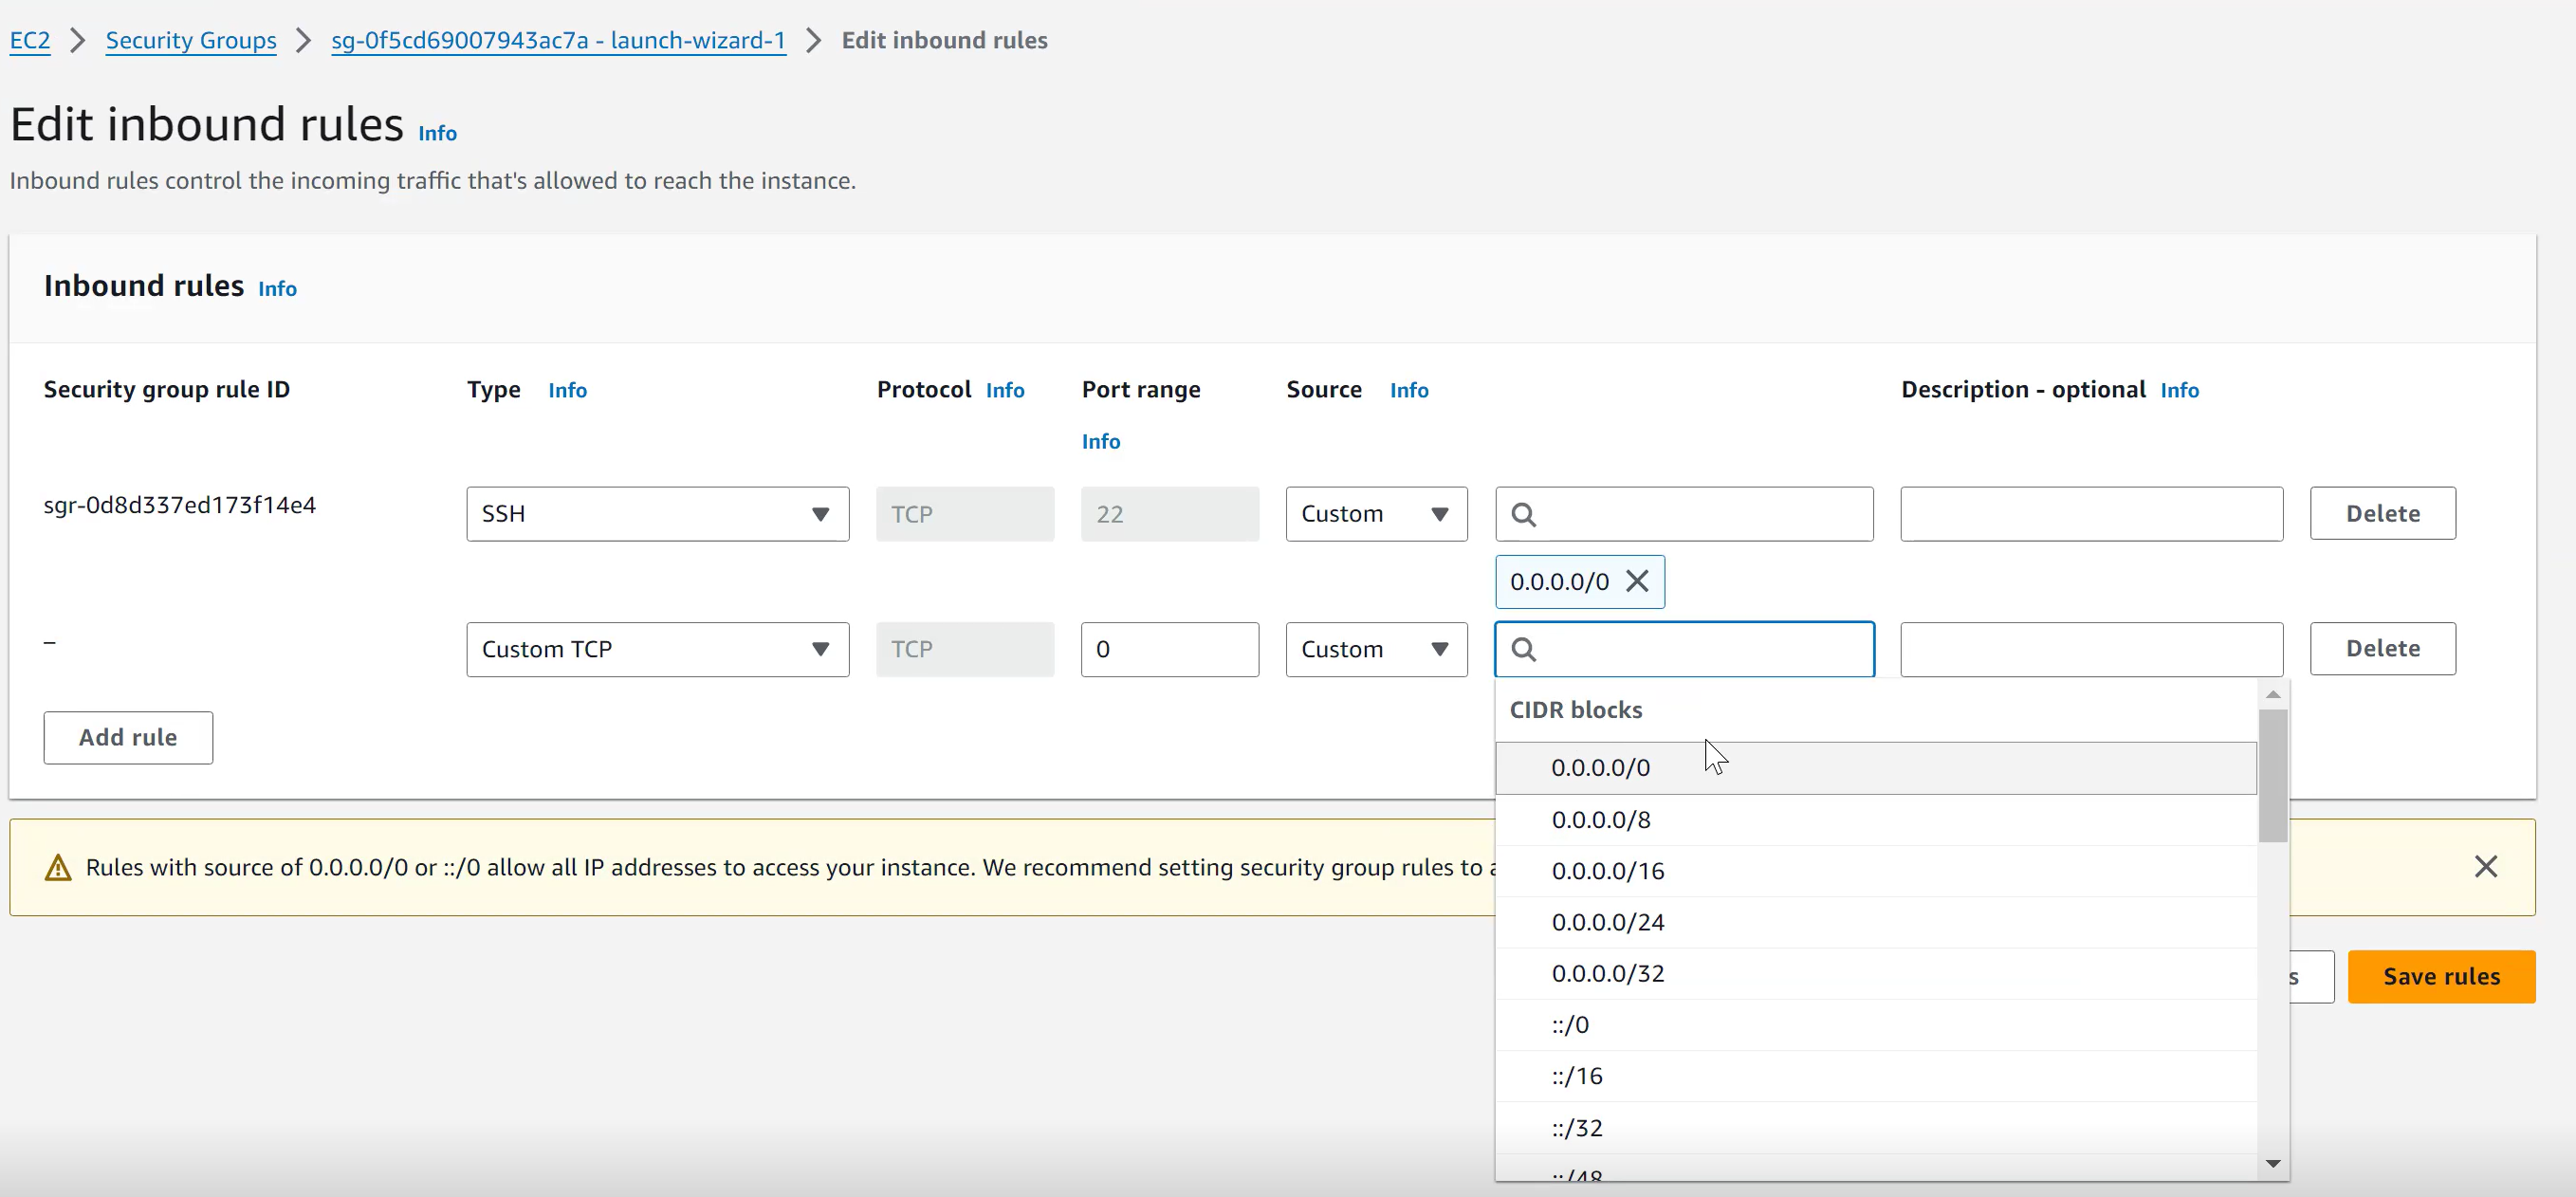 EC2 > Security Groups > sg-0f5cd69007943ac7a - launch-wizard-1 > Edit inbound rules
Edit inbound rules Info
Inbound rules control the incoming traffic that's allowed to reach the instance.
Inbound rules Info
Security group rule ID Type Info Protocol Info Port range Info Source Info Description - optional Info
sgr-0d8d337ed173f14e4 SSH TCP 22 Custom Delete
0.0.0.0/0
– Custom TCP TCP 0 Custom Delete
CIDR blocks
Add rule
0.0.0.0/0
0.0.0.0/8
Rules with source of 0.0.0.0/0 or ::/0 allow all IP addresses to access your instance. We recommend setting security group rules to
0.0.0.0/16
0.0.0.0/24
0.0.0.0/32
Save rules
::/0
::/16
::/32
::/48